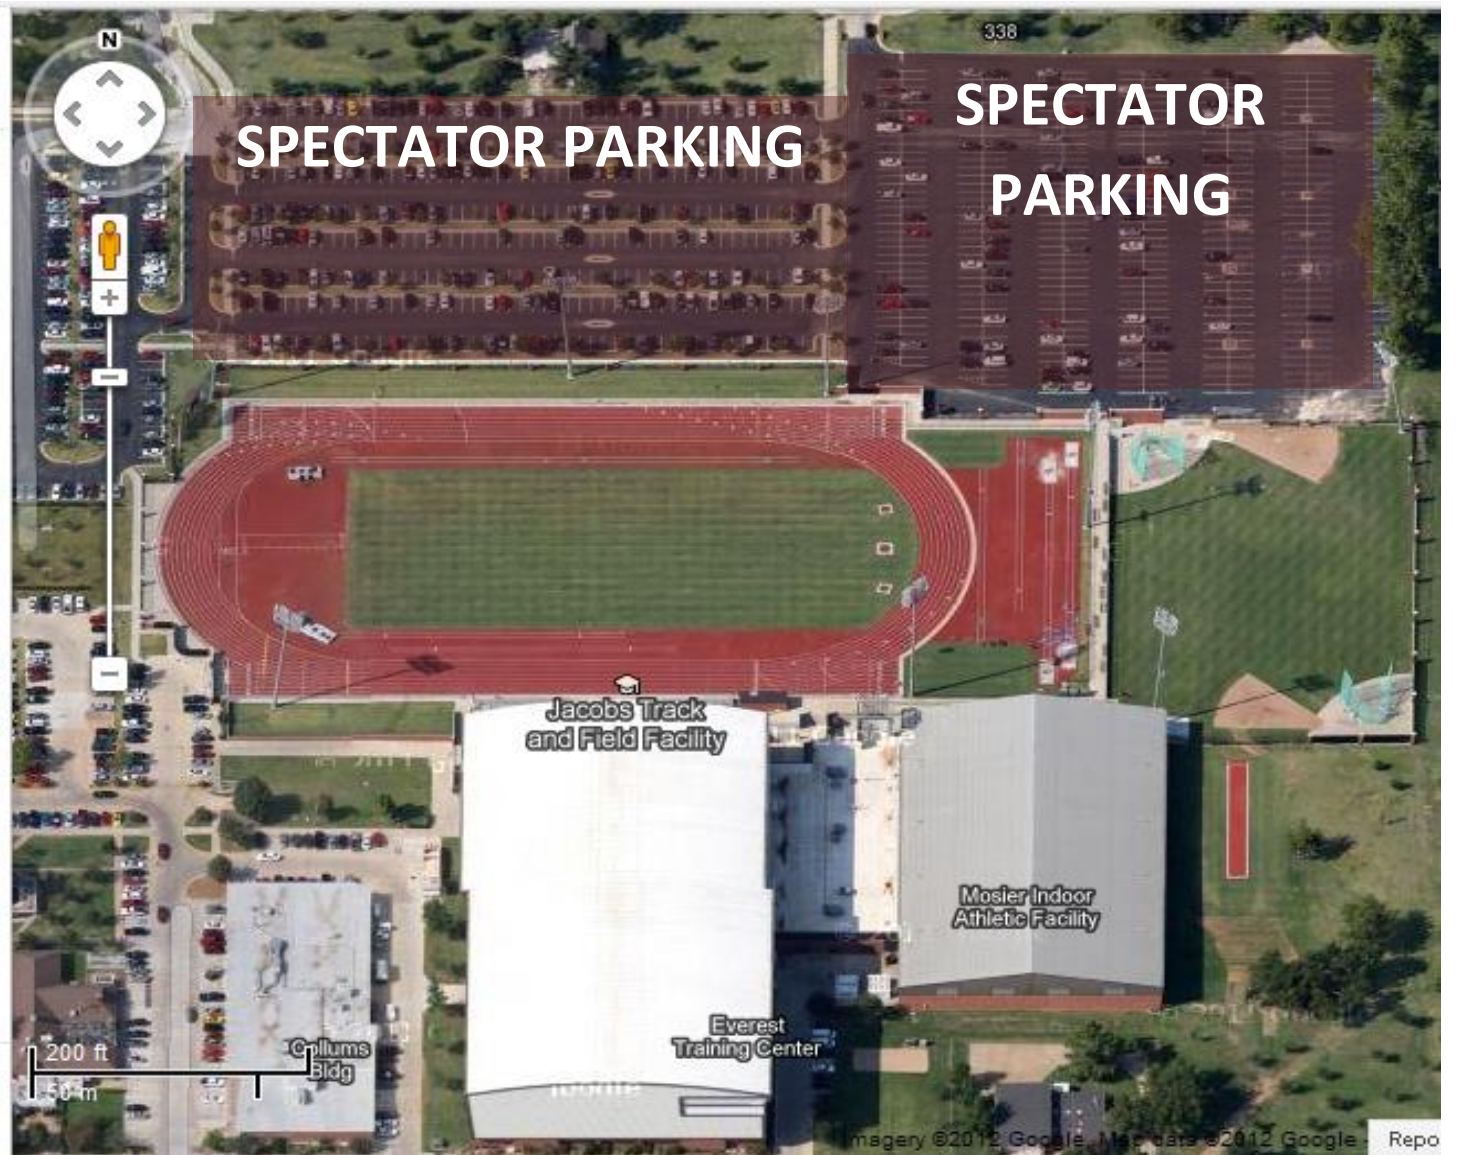 N
338
SPECTATOR PARKING
SPECTATOR
PARKING
Jacobs Track
and Field Facility
Mosier Indoor
Athletic Facility
Everest
Training Center
Collums
Bldg
200 ft
50 m
Imagery ©2012 Google, Map data ©2012 Google -
Repo